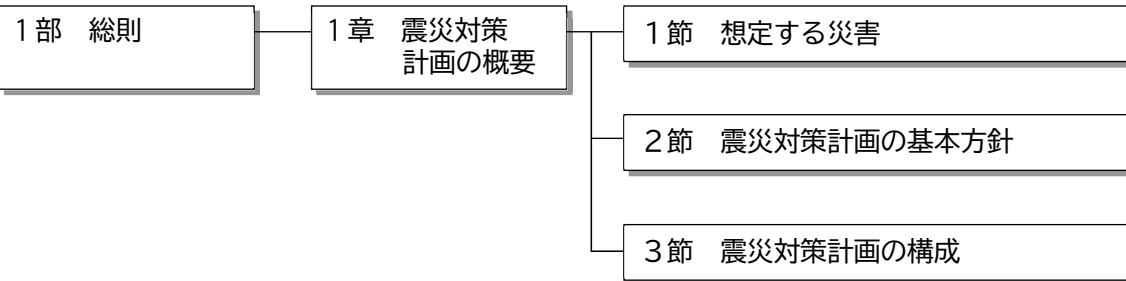 1部　総則
1章　震災対策
計画の概要
1節　想定する災害
2節　震災対策計画の基本方針
3節　震災対策計画の構成